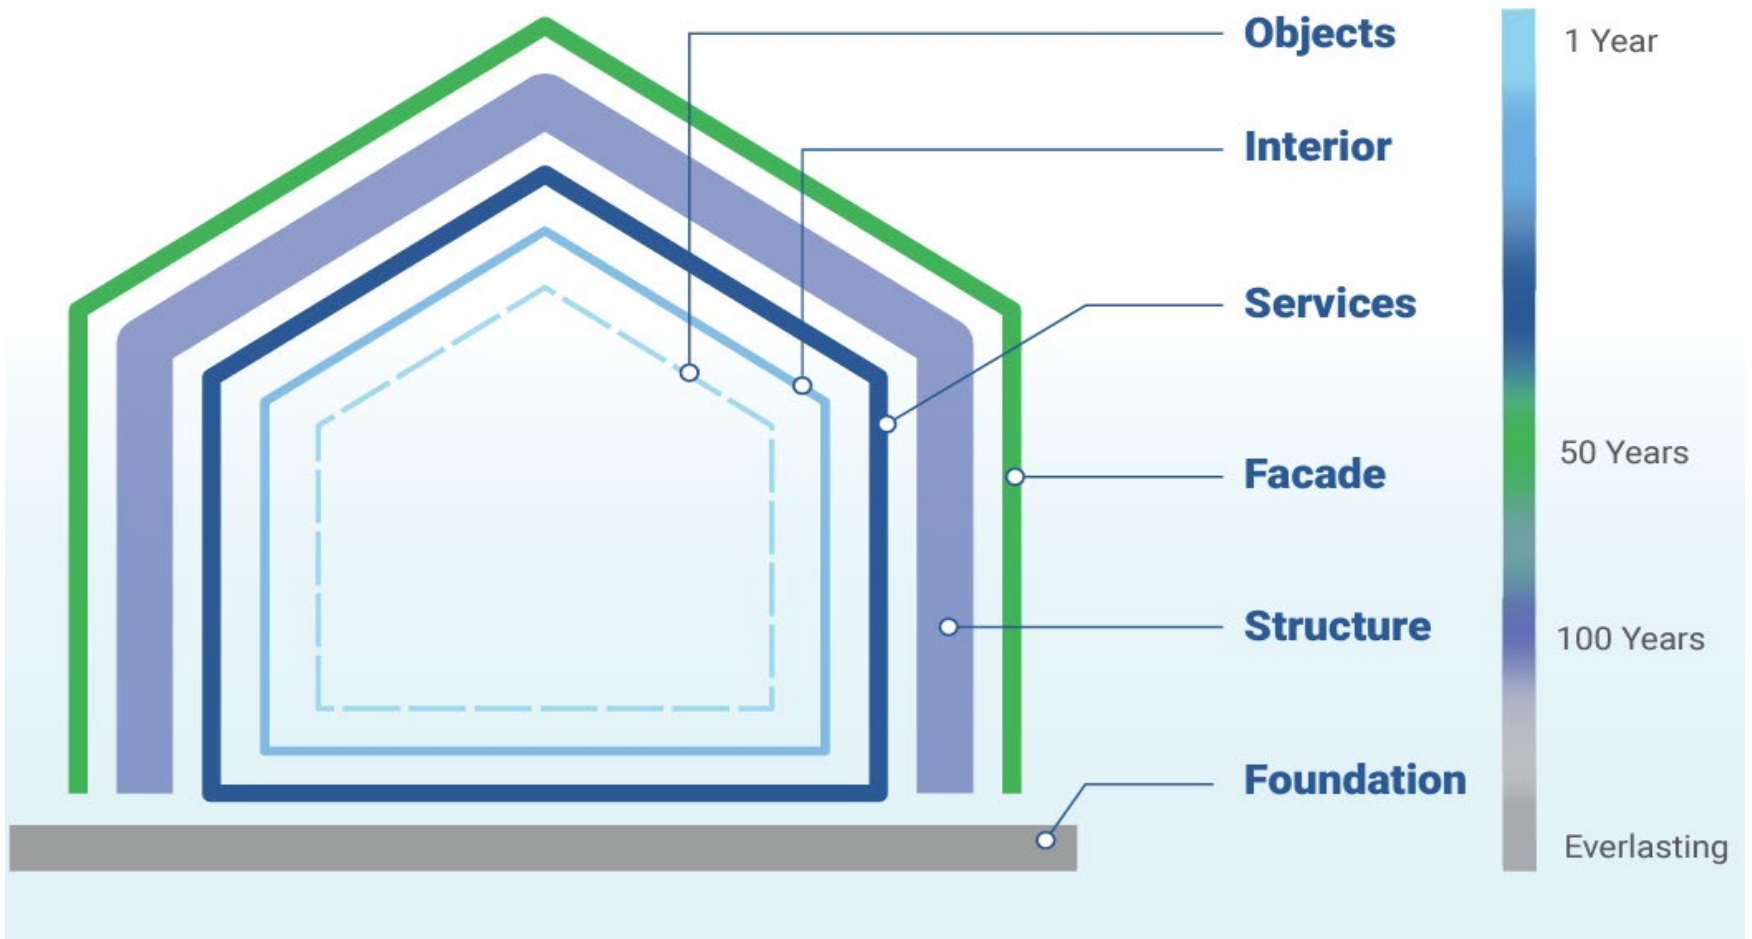 Objects
Interior
Services
Facade
Structure
Foundation
1 Year
50 Years
100 Years
Everlasting